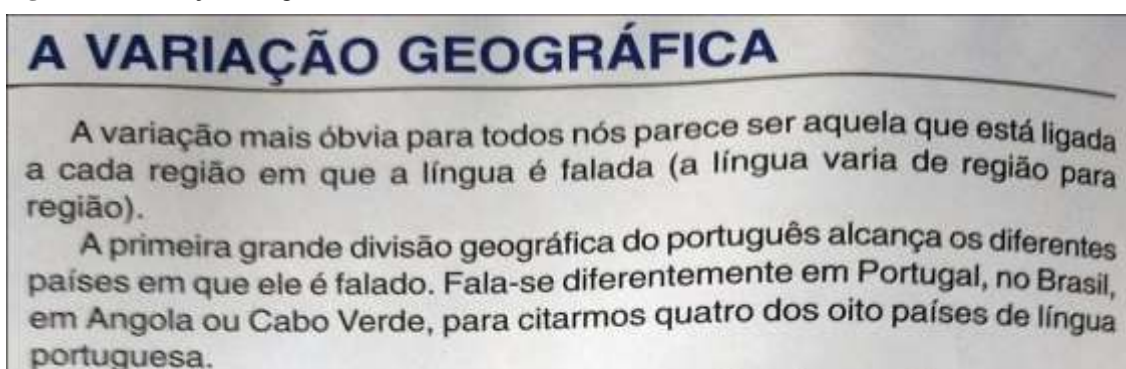 A VARIAÇÃO GEOGRÁFICA
A variação mais óbvia para todos nós parece ser aquela que está ligada
a cada região em que a língua é falada (a língua varia de região para
região).
A primeira grande divisão geográfica do português alcança os diferentes
países em que ele é falado. Fala-se diferentemente em Portugal, no Brasil,
em Angola ou Cabo Verde, para citarmos quatro dos oito países de língua
portuguesa.